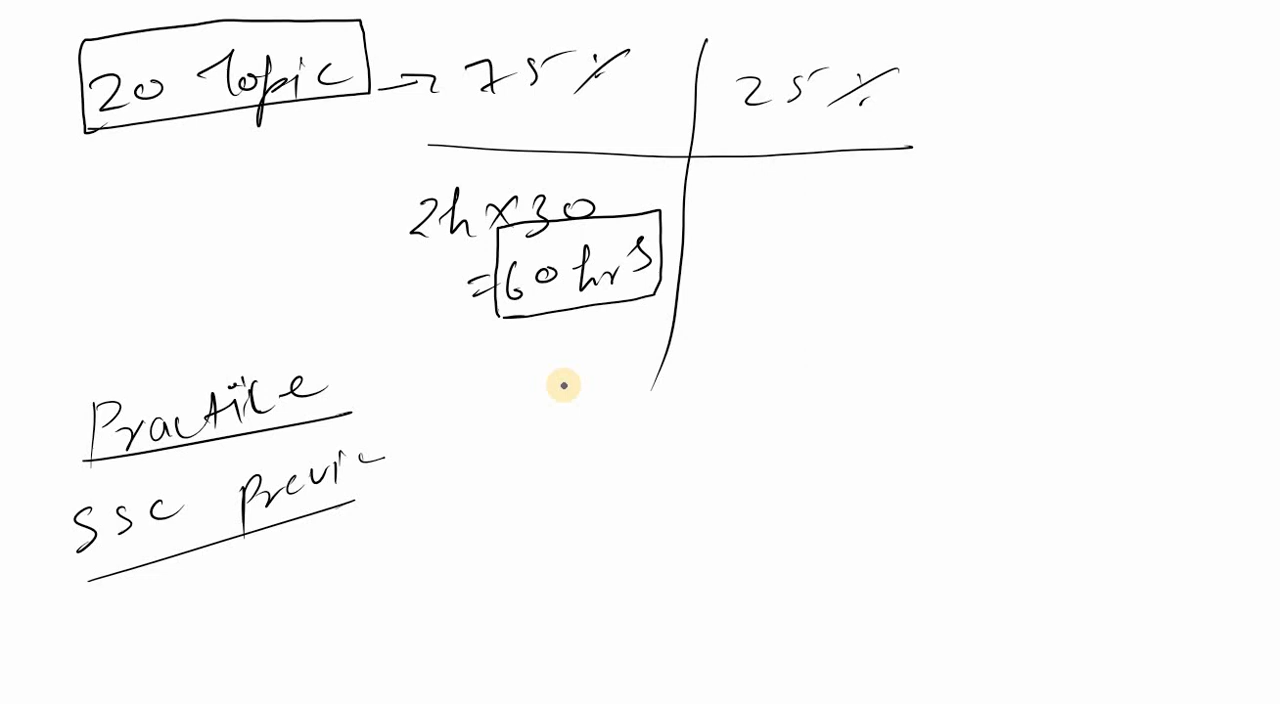 20 Topic → 75% 25%
2h×30
=60 hrs
Practice
SSC Previ